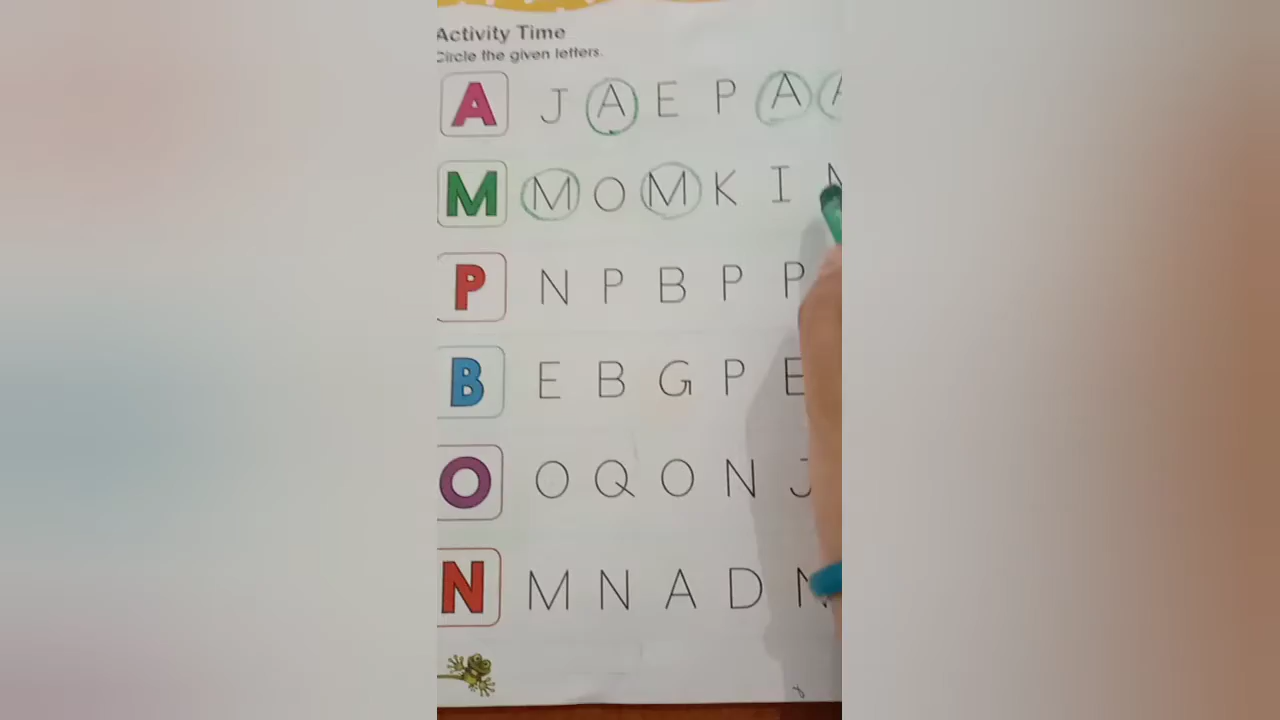 Activity Time
Circle the given letters.
A J A E P A A
M M O M K I
P N P B P P
B E B G P E
O O Q O N J
N M N A D N